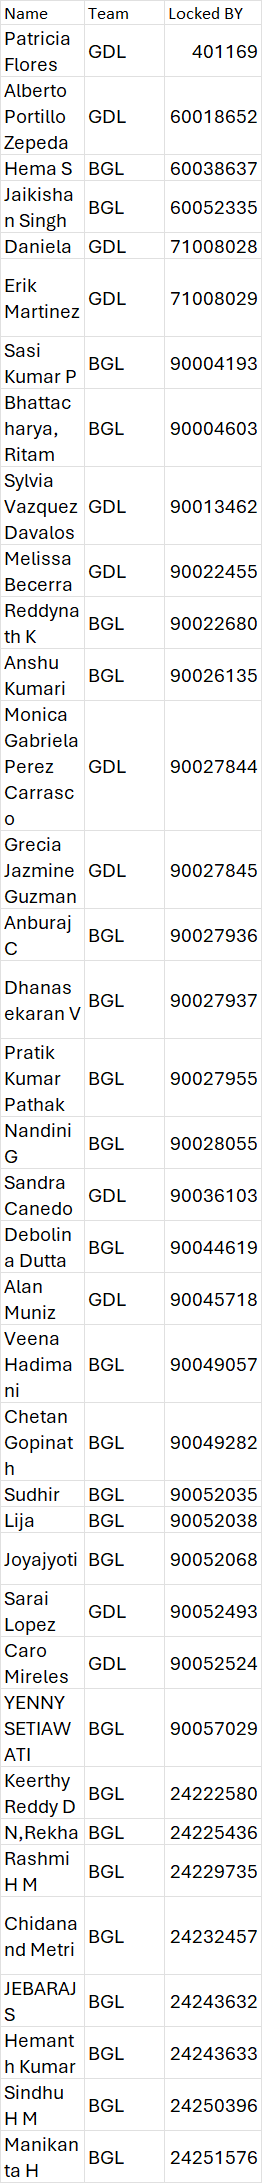 Name Team Locked BY
Patricia
Flores GDL 401169
Alberto
Portillo GDL 60018652
Zepeda
Hema S BGL 60038637
Jaikisha
n Singh BGL 60052335
Daniela GDL 71008028
Erik
Martinez GDL 71008029
Sasi
Kumar P BGL 90004193
Bhattac
harya, BGL 90004603
Ritam
Sylvia
Vazquez GDL 90013462
Davalos
Melissa
Becerra GDL 90022455
Reddyna
th K BGL 90022680
Anshu
Kumari BGL 90026135
Monica
Gabriela
Perez GDL 90027844
Carrasc
o
Grecia
Jazmine GDL 90027845
Guzman
Anburaj
C BGL 90027936
Dhanas
ekaran V BGL 90027937
Pratik
Kumar BGL 90027955
Pathak
Nandini
G BGL 90028055
Sandra
Canedo GDL 90036103
Debolin
a Dutta BGL 90044619
Alan
Muniz GDL 90045718
Veena
Hadima BGL 90049057
ni
Chetan
Gopinat BGL 90049282
h
Sudhir BGL 90052035
Lija BGL 90052038
Joyajyoti BGL 90052068
Sarai
Lopez GDL 90052493
Caro
Mireles GDL 90052524
YENNY
SETIAW BGL 90057029
ATI
Keerthy
Reddy D BGL 24222580
N,Rekha BGL 24225436
Rashmi
H M BGL 24229735
Chidana
nd Metri BGL 24232457
JEBARAJ
S BGL 24243632
Hemant
h Kumar BGL 24243633
Sindhu
H M BGL 24250396
Manikan
ta H BGL 24251576